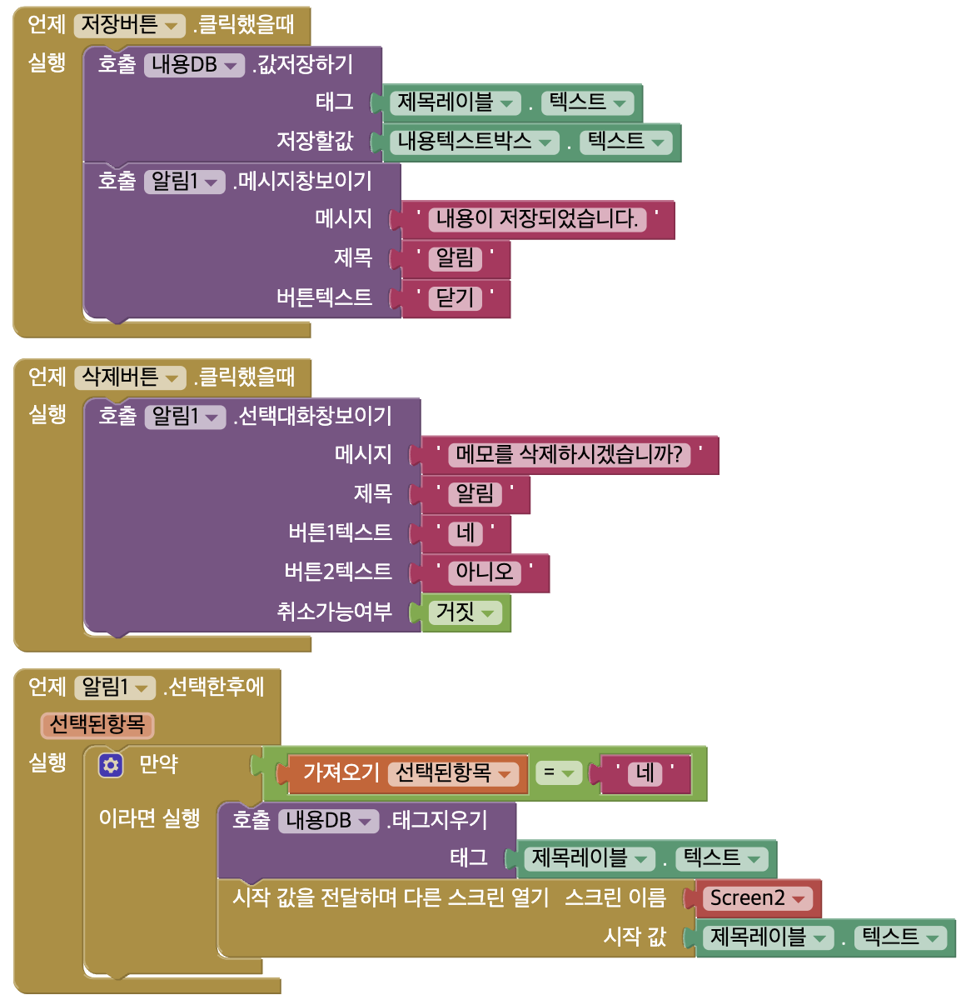 언제 저장버튼 .클릭했을때
실행 호출 내용DB .값저장하기
태그 제목레이블 . 텍스트
저장할값 내용텍스트박스 . 텍스트
호출 알림1 .메시지창보이기
메시지 ' 내용이 저장되었습니다. '
제목 ' 알림 '
버튼텍스트 ' 닫기 '
언제 삭제버튼 .클릭했을때
실행 호출 알림1 .선택대화창보이기
메시지 ' 메모를 삭제하시겠습니까? '
제목 ' 알림 '
버튼1텍스트 ' 네 '
버튼2텍스트 ' 아니오 '
취소가능여부 거짓
언제 알림1 .선택한후에
선택된항목
실행 만약 가져오기 선택된항목 = ' 네 '
이라면 실행 호출 내용DB .태그지우기
태그 제목레이블 . 텍스트
시작 값을 전달하며 다른 스크린 열기 스크린 이름 Screen2
시작 값 제목레이블 . 텍스트